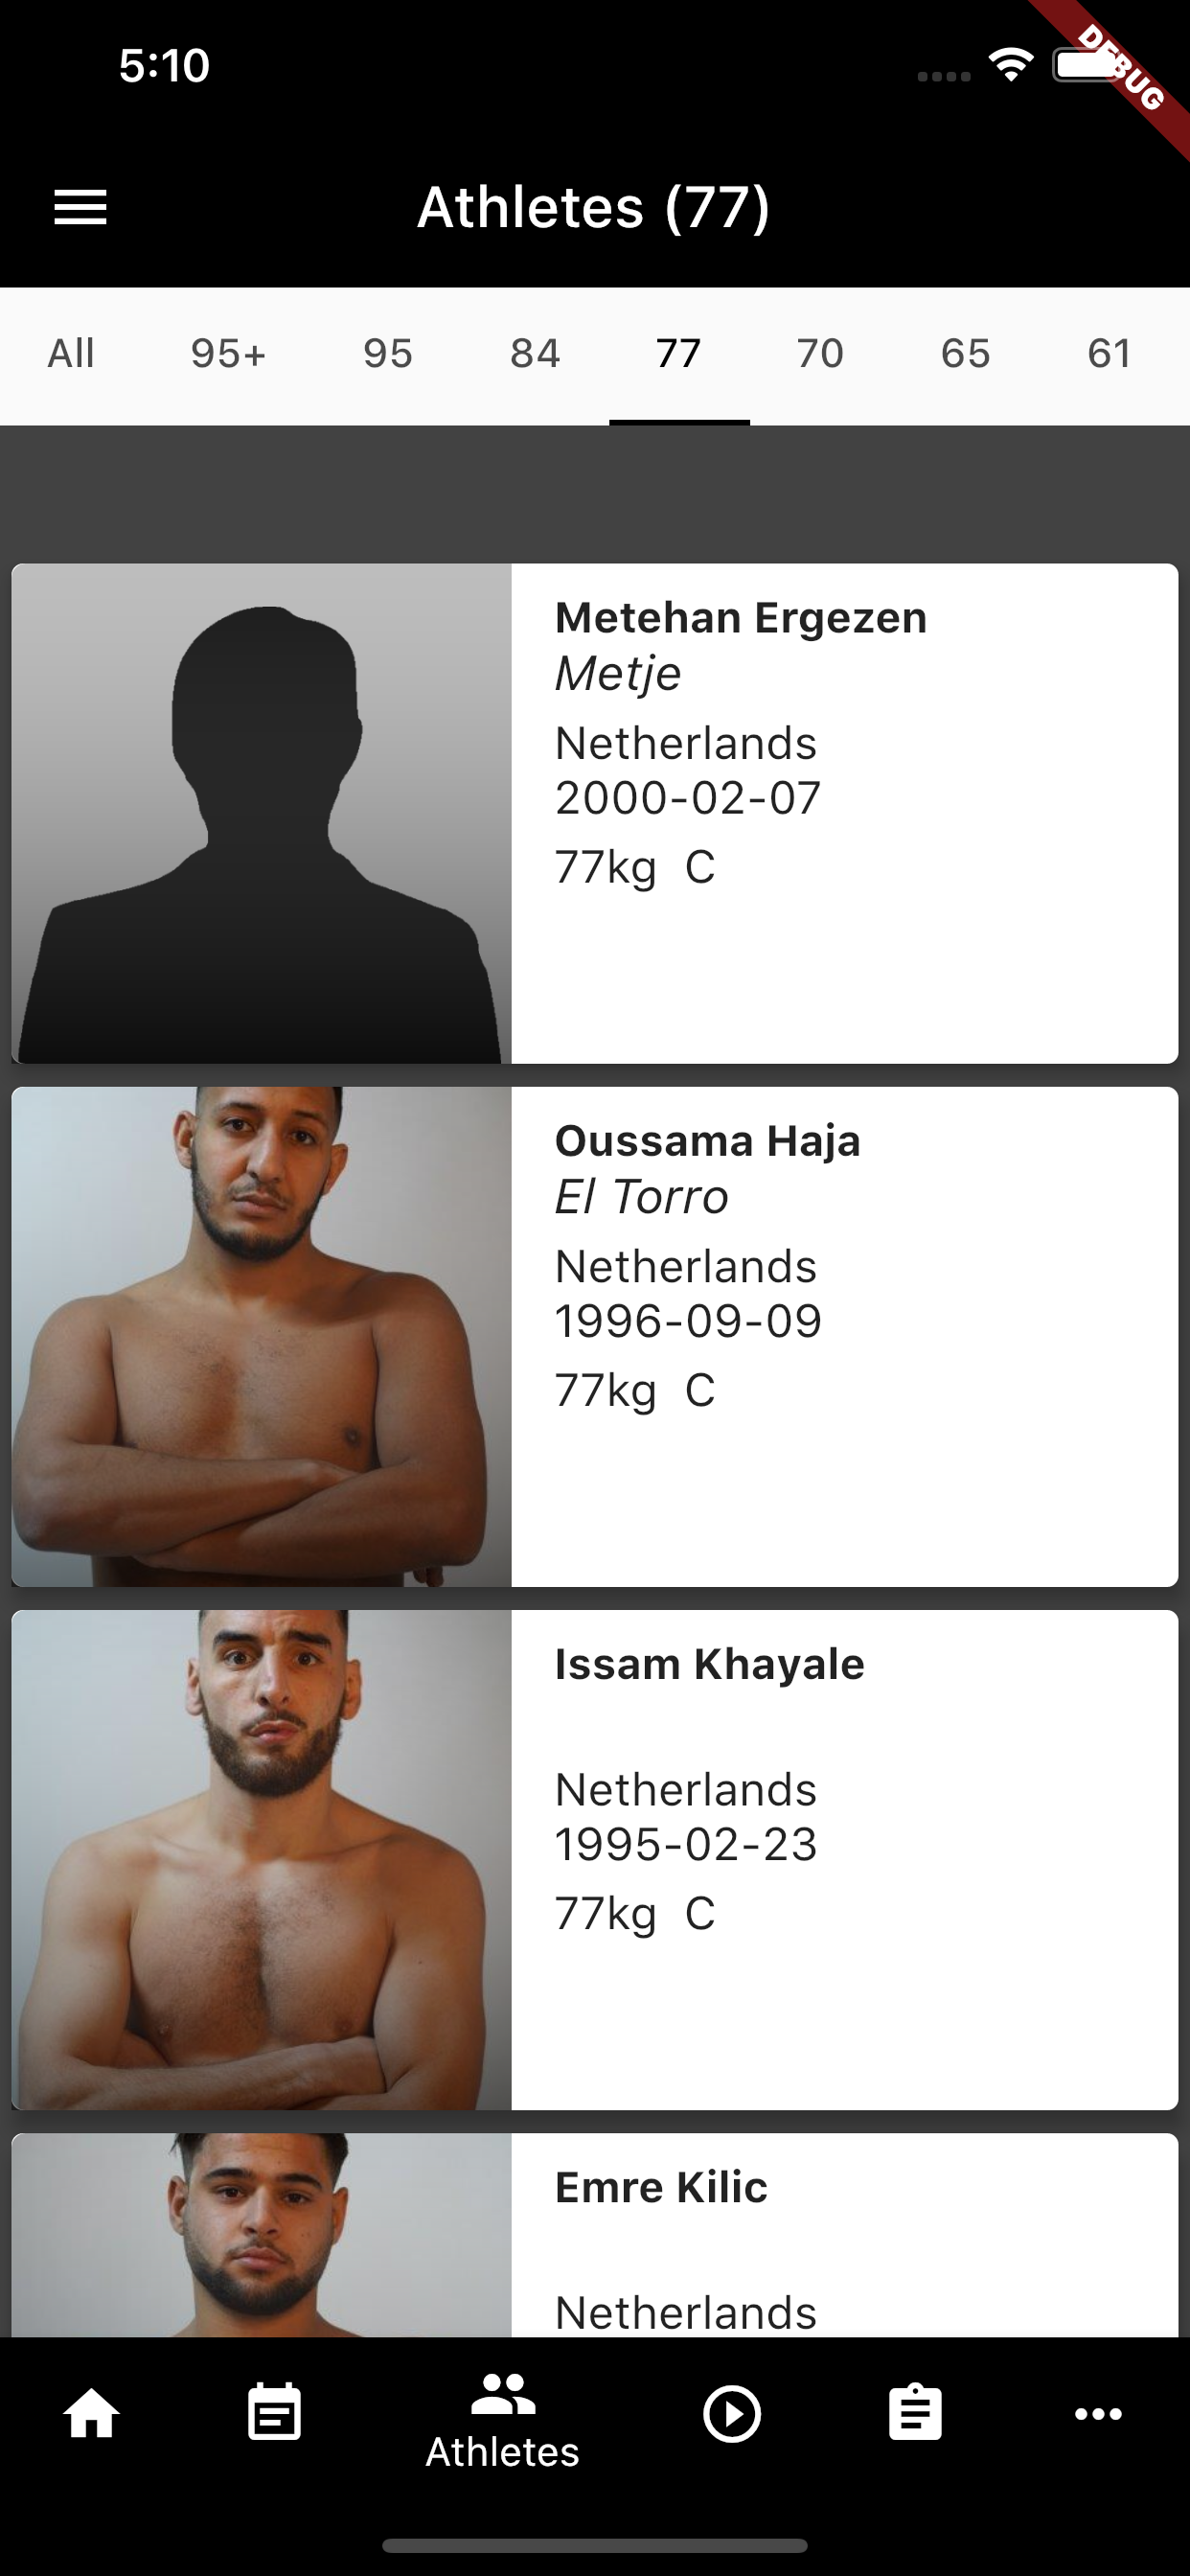 5:10
DEBUG
Athletes (77)
All 95+ 95 84 77 70 65 61
Metehan Ergezen
Metje
Netherlands
2000-02-07
77kg C
Oussama Haja
El Torro
Netherlands
1996-09-09
77kg C
Issam Khayale
Netherlands
1995-02-23
77kg C
Emre Kilic
Netherlands
Athletes